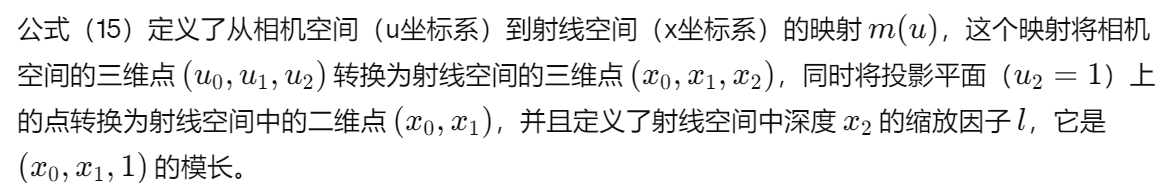 公式（15）定义了从相机空间（u坐标系）到射线空间（x坐标系）的映射 m(u)，这个映射将相机
空间的三维点 (u₀, u₁, u₂) 转换为射线空间的三维点 (x₀, x₁, x₂)，同时将投影平面（u₂ = 1）上
的点转换为射线空间中的二维点 (x₀, x₁)，并且定义了射线空间中深度 x₂ 的缩放因子 l，它是
(x₀, x₁, 1) 的模长。